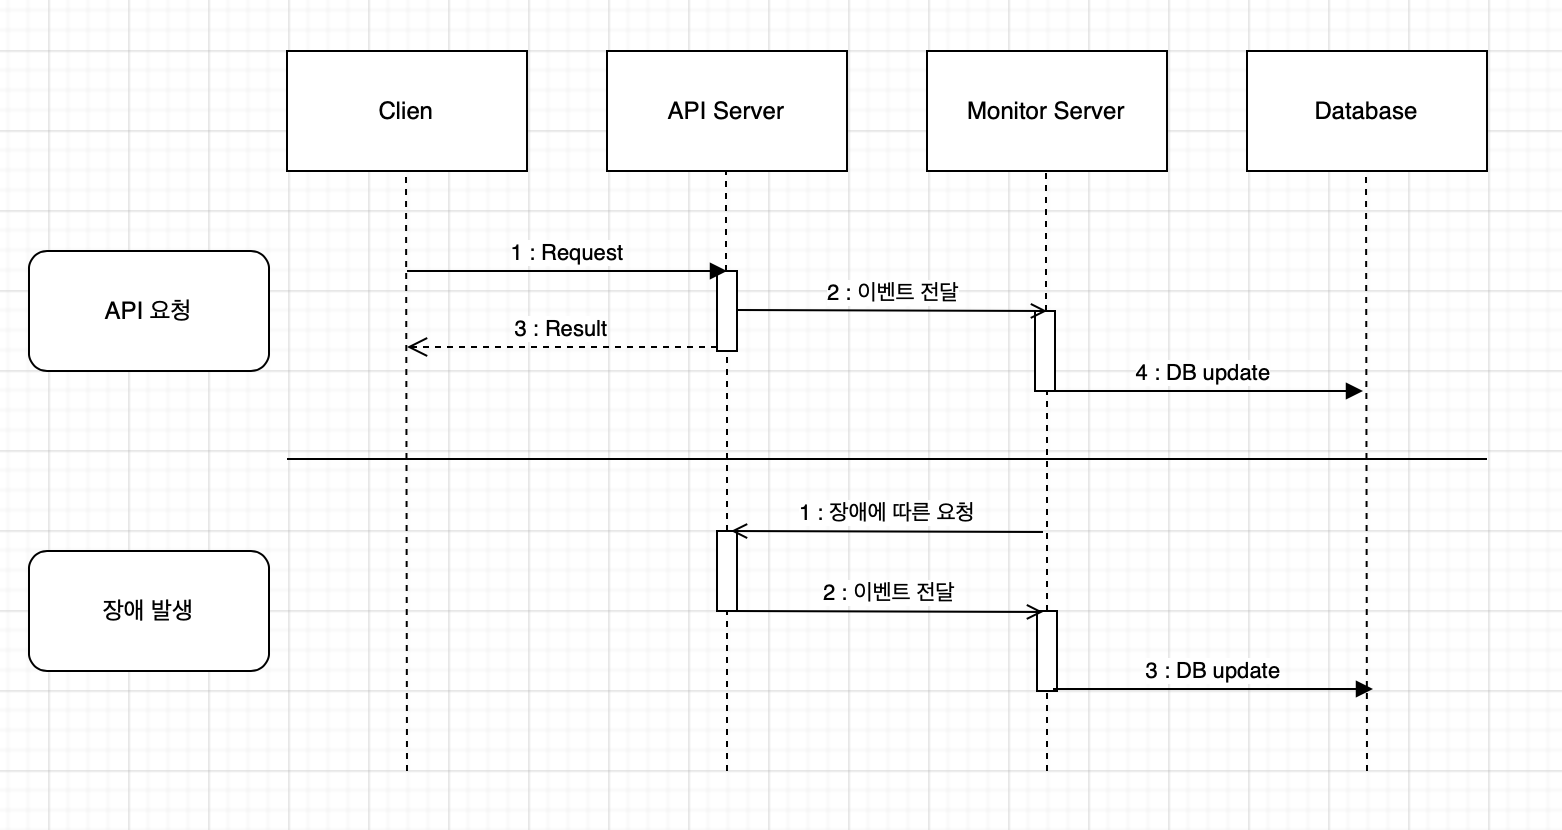 Clien
API Server
Monitor Server
Database
API 요청
1 : Request
2 : 이벤트 전달
3 : Result
4 : DB update
장애 발생
1 : 장애에 따른 요청
2 : 이벤트 전달
3 : DB update